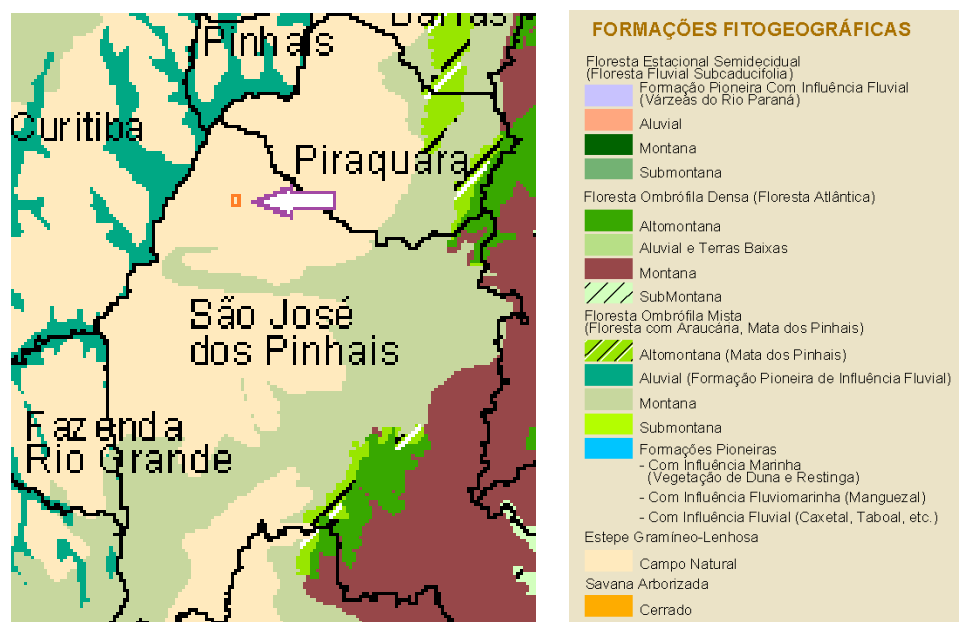 Barras
Pinhais
Curitiba
Piraquara
São José
dos Pinhais
Fazenda
Rio Grande
FORMAÇÕES FITOGEOGRÁFICAS
Floresta Estacional Semidecidual
(Floresta Fluvial Subcaducifolia)
Formação Pioneira Com Influência Fluvial
(Várzeas do Rio Paraná)
Aluvial
Montana
Submontana
Floresta Ombrófila Densa (Floresta Atlântica)
Altomontana
Aluvial e Terras Baixas
Montana
SubMontana
Floresta Ombrófila Mista
(Floresta com Araucária, Mata dos Pinhais)
Altomontana (Mata dos Pinhais)
Aluvial (Formação Pioneira de Influência Fluvial)
Montana
Submontana
Formações Pioneiras
- Com Influência Marinha
(Vegetação de Duna e Restinga)
- Com Influência Fluviomarinha (Manguezal)
- Com Influência Fluvial (Caxetal, Taboal, etc.)
Estepe Gramíneo-Lenhosa
Campo Natural
Savana Arborizada
Cerrado